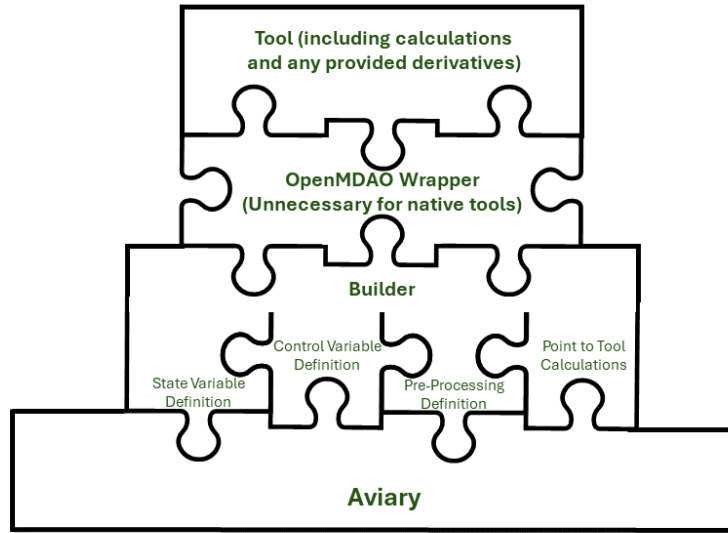 Tool (including calculations
and any provided derivatives)
OpenMDAO Wrapper
(Unnecessary for native tools)
Builder
State Variable
Definition
Control Variable
Definition
Pre-Processing
Definition
Point to Tool
Calculations
Aviary